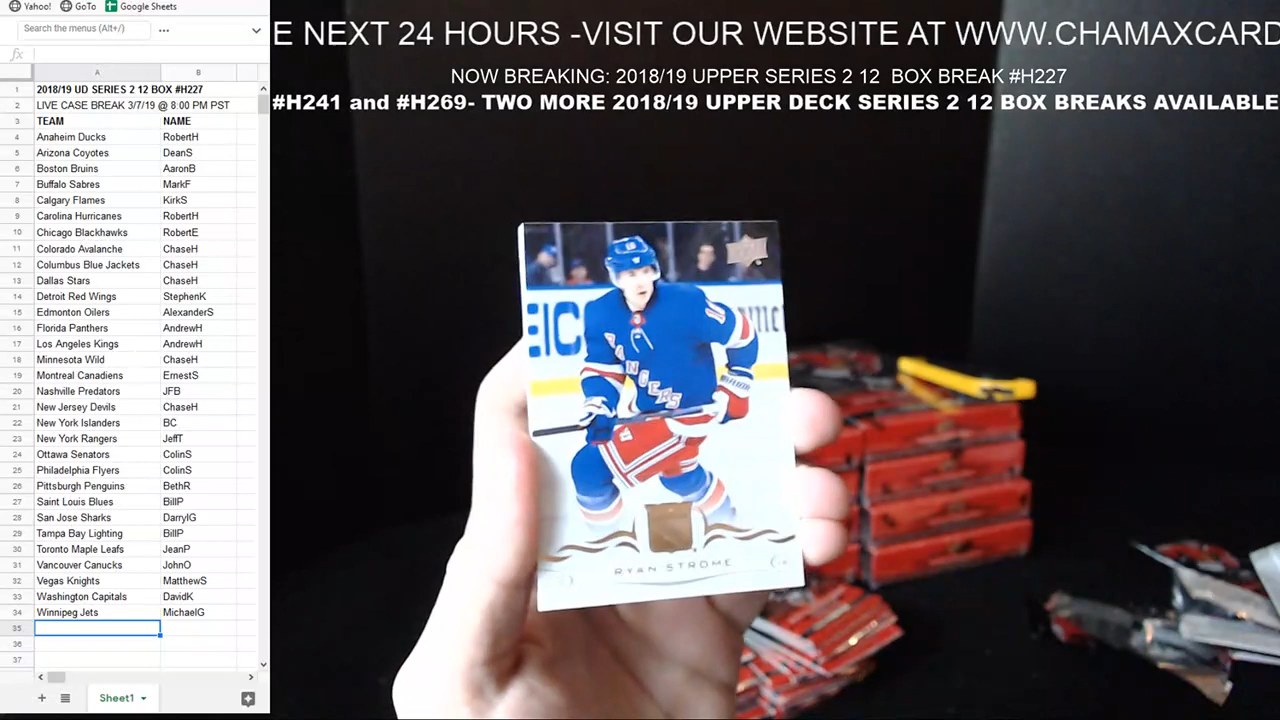 Yahoo! GoTo Google Sheets
Search the menus (Alt+/)
fx
A B
1 2018/19 UD SERIES 2 12 BOX #H227
2 LIVE CASE BREAK 3/7/19 @ 8:00 PM PST
3 TEAM NAME
4 Anaheim Ducks RobertH
5 Arizona Coyotes DeanS
6 Boston Bruins AaronB
7 Buffalo Sabres MarkF
8 Calgary Flames KirkS
9 Carolina Hurricanes RobertH
10 Chicago Blackhawks RobertE
11 Colorado Avalanche ChaseH
12 Columbus Blue Jackets ChaseH
13 Dallas Stars ChaseH
14 Detroit Red Wings StephenK
15 Edmonton Oilers AlexanderS
16 Florida Panthers AndrewH
17 Los Angeles Kings AndrewH
18 Minnesota Wild ChaseH
19 Montreal Canadiens ErnestS
20 Nashville Predators JFB
21 New Jersey Devils ChaseH
22 New York Islanders BC
23 New York Rangers JeffT
24 Ottawa Senators ColinS
25 Philadelphia Flyers ColinS
26 Pittsburgh Penguins BethR
27 Saint Louis Blues BillP
28 San Jose Sharks DarrylG
29 Tampa Bay Lighting BillP
30 Toronto Maple Leafs JeanP
31 Vancouver Canucks JohnO
32 Vegas Knights MatthewS
33 Washington Capitals DavidK
34 Winnipeg Jets MichaelG
35
36
37
Sheet1
E NEXT 24 HOURS -VISIT OUR WEBSITE AT WWW.CHAMAXCARD
NOW BREAKING: 2018/19 UPPER SERIES 2 12 BOX BREAK #H227
#H241 and #H269- TWO MORE 2018/19 UPPER DECK SERIES 2 12 BOX BREAKS AVAILABLE
EIC
RANGERS
RYAN STROME